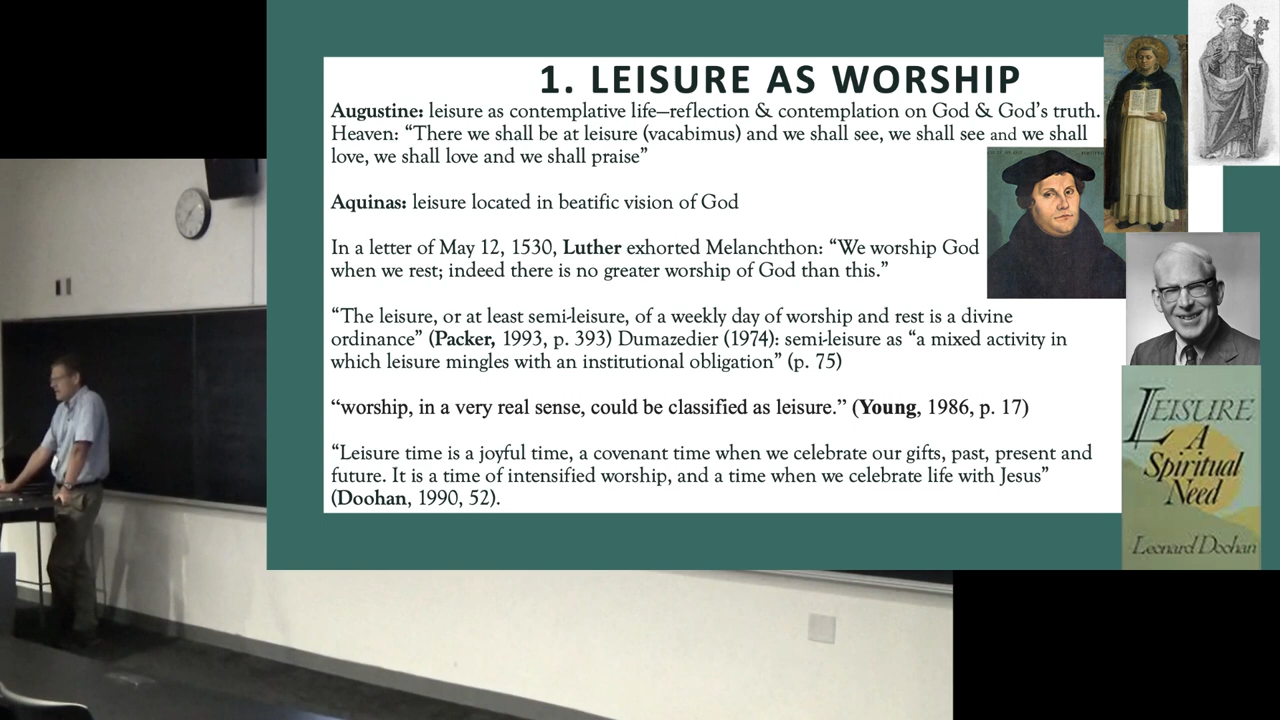 1. LEISURE AS WORSHIP
Augustine: leisure as contemplative life—reflection & contemplation on God & God's truth.
Heaven: “There we shall be at leisure (vacabimus) and we shall see, we shall see and we shall
love, we shall love and we shall praise”
Aquinas: leisure located in beatific vision of God
In a letter of May 12, 1530, Luther exhorted Melanchthon: “We worship God
when we rest; indeed there is no greater worship of God than this.”
“The leisure, or at least semi-leisure, of a weekly day of worship and rest is a divine
ordinance” (Packer, 1993, p. 393) Dumazedier (1974): semi-leisure as “a mixed activity in
which leisure mingles with an institutional obligation” (p. 75)
“worship, in a very real sense, could be classified as leisure.” (Young, 1986, p. 17)
“Leisure time is a joyful time, a covenant time when we celebrate our gifts, past, present and
future. It is a time of intensified worship, and a time when we celebrate life with Jesus”
(Doohan, 1990, 52).
LEISURE
A
Spiritual
Need
Leonard Doohan